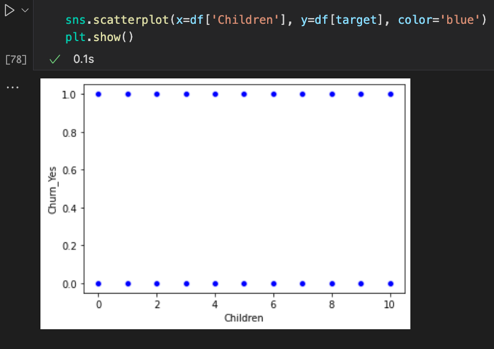 sns.scatterplot(x=df['Children'], y=df[target], color='blue')
plt.show()
[78]
0.1s
1.0
0.8
0.6
0.4
0.2
0.0
Churn_Yes
0 2 4 6 8 10
Children